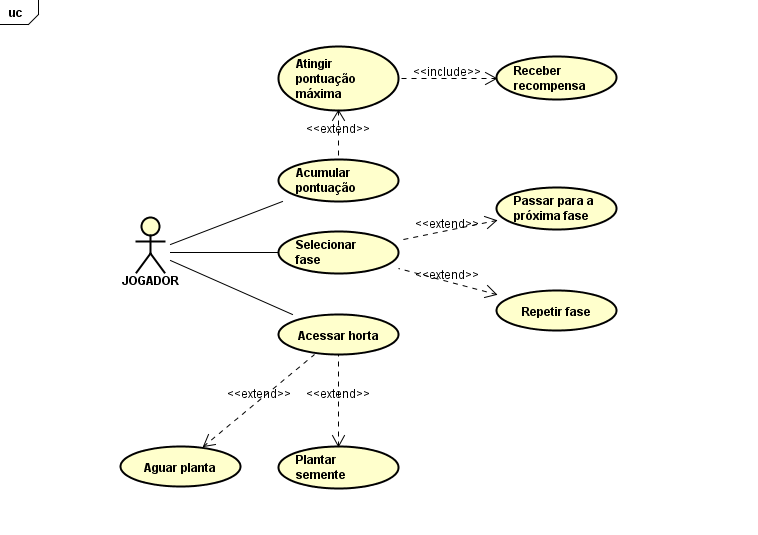 uc
Atingir
pontuação
máxima
<<include>>
Receber
recompensa
<<extend>>
Acumular
pontuação
Passar para a
próxima fase
<<extend>>
JOGADOR
Selecionar
fase
<<extend>>
Repetir fase
Acessar horta
<<extend>>
<<extend>>
Aguar planta
Plantar
semente